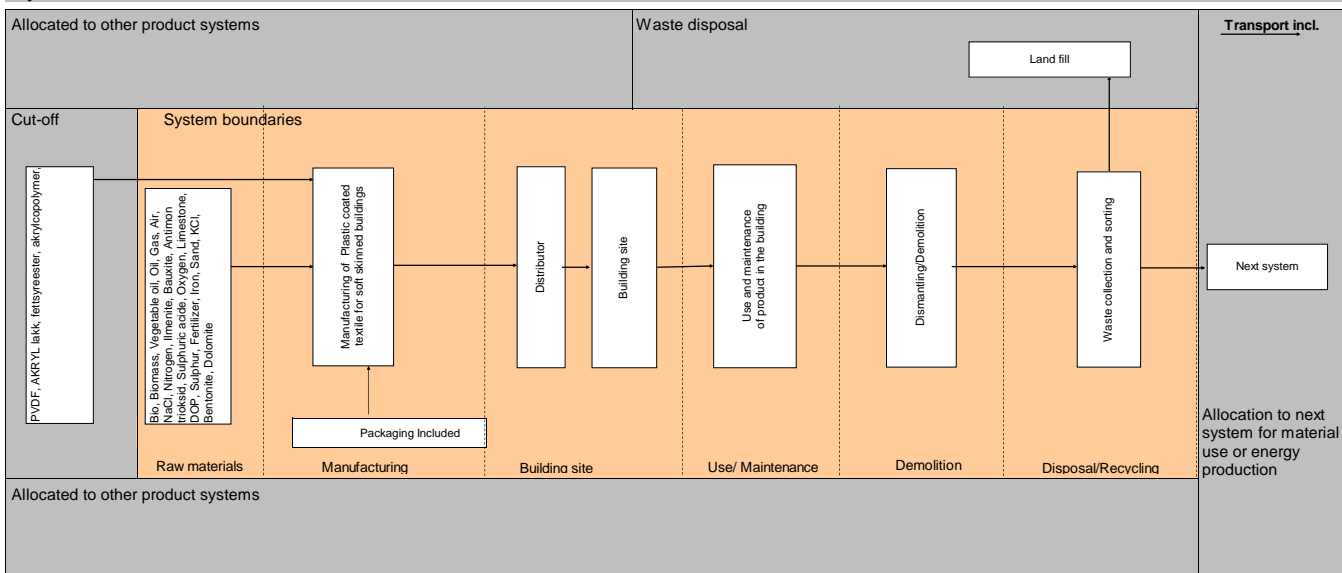 Allocated to other product systems
Waste disposal
Transport incl.
Land fill
Cut-off
System boundaries
PVDF, AKRYL lakk, fettsyreester, akrylcopolymer,
Bio, Biomass, Vegetable oil, Oil, Gas, Air,
NaCl, Nitrogen, Ilmenite, Bauxite, Antimon
trioksid, Sulphuric acide, Oxygen, Limestone,
DOP, Sulphur, Fertilizer, Iron, Sand, KCl,
Bentonite, Dolomite
Manufacturing of Plastic coated
textile for soft skinned buildings
Distributor
Building site
Use and maintenance
of product in the building
Dismantling/Demolition
Waste collection and sorting
Next system
Packaging Included
Raw materials
Manufacturing
Building site
Use/ Maintenance
Demolition
Disposal/Recycling
Allocation to next
system for material
use or energy
production
Allocated to other product systems